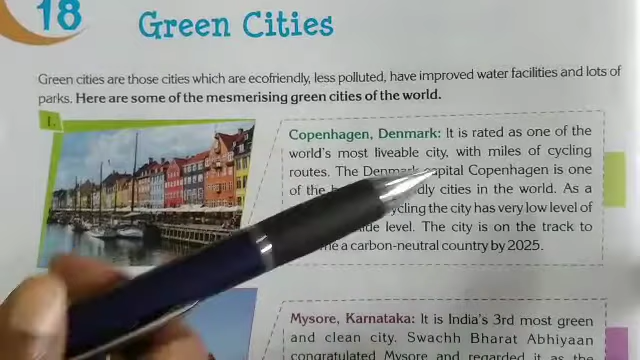 18
Green Cities
Green cities are those cities which are ecofriendly, less polluted, have improved water facilities and lots of
parks. Here are some of the mesmerising green cities of the world.
1.
Copenhagen, Denmark: It is rated as one of the
world's most liveable city, with miles of cycling
routes. The Denmark capital Copenhagen is one
of the cities in the world. As a
the city has very low level of
level. The city is on the track to
a carbon-neutral country by 2025.
Mysore, Karnataka: It is India's 3rd most green
and clean city. Swachh Bharat Abhiyaan
congratulated Mysore and regarded it as the